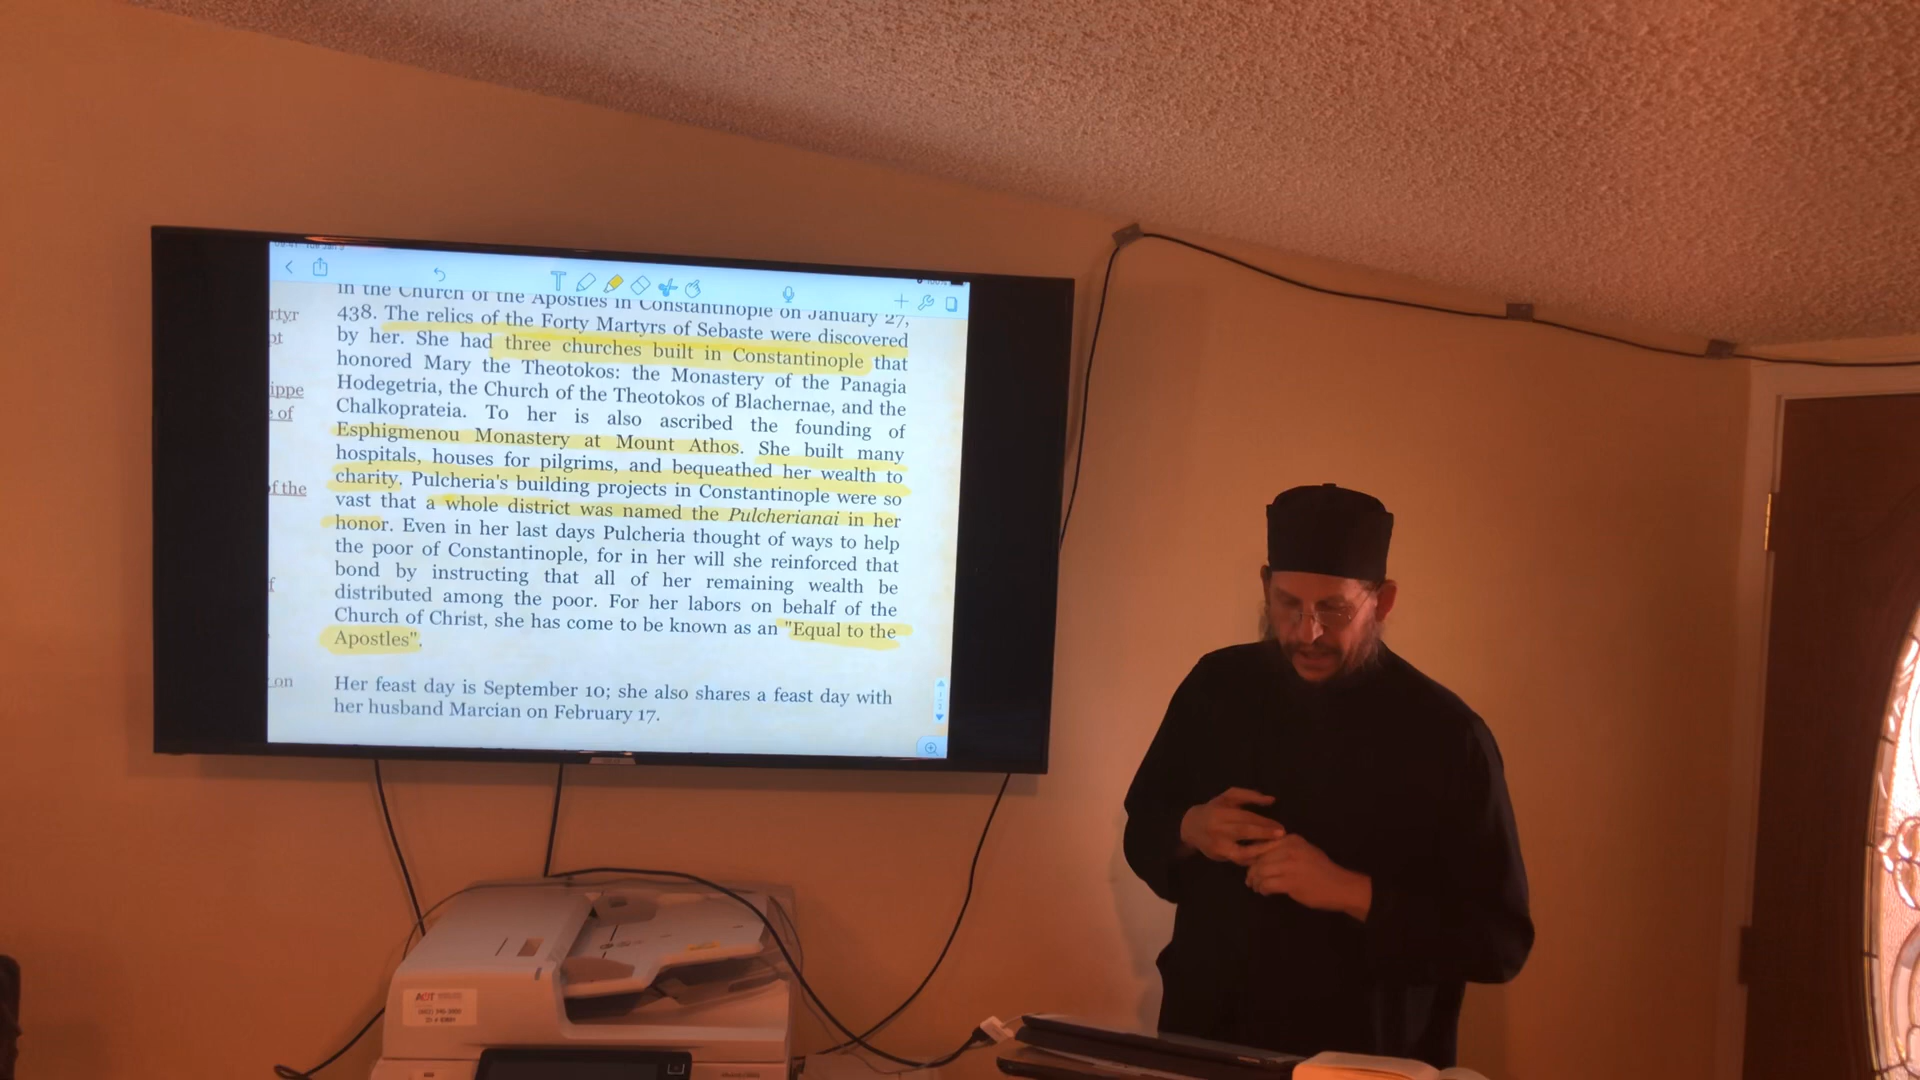 in the Church of the Apostles in Constantinople on January 27,
438. The relics of the Forty Martyrs of Sebaste were discovered
by her. She had three churches built in Constantinople that
honored Mary the Theotokos: the Monastery of the Panagia
Hodegetria, the Church of the Theotokos of Blachernae, and the
Chalkoprateia. To her is also ascribed the founding of
Esphigmenou Monastery at Mount Athos. She built many
hospitals, houses for pilgrims, and bequeathed her wealth to
charity. Pulcheria's building projects in Constantinople were so
vast that a whole district was named the Pulcherianai in her
honor. Even in her last days Pulcheria thought of ways to help
the poor of Constantinople, for in her will she reinforced that
bond by instructing that all of her remaining wealth be
distributed among the poor. For her labors on behalf of the
Church of Christ, she has come to be known as an "Equal to the
Apostles".
Her feast day is September 10; she also shares a feast day with
her husband Marcian on February 17.
rtyr
ot
ippe
e of
f the
f
on
T